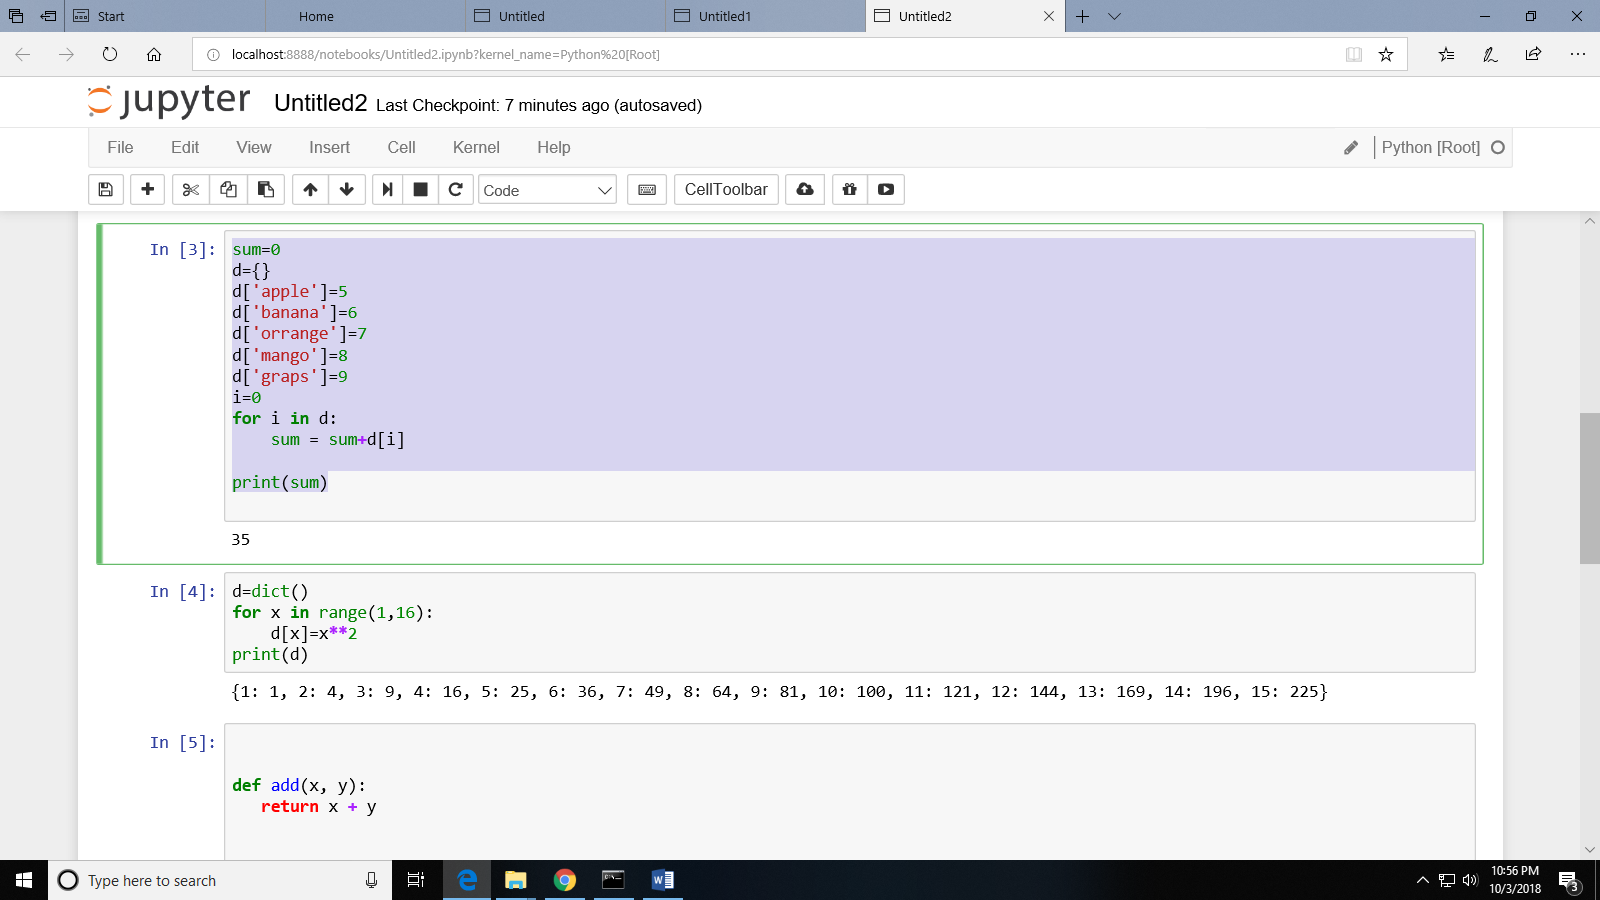 Start
Home
Untitled
Untitled1
Untitled2
localhost:8888/notebooks/Untitled2.ipynb?kernel_name=Python%20[Root]
jupyter Untitled2 Last Checkpoint: 7 minutes ago (autosaved)
File Edit View Insert Cell Kernel Help Python [Root]
Code CellToolbar
In [3]: sum=0
d={}
d['apple']=5
d['banana']=6
d['orrange']=7
d['mango']=8
d['graps']=9
i=0
for i in d:
    sum = sum+d[i]
print(sum)
35
In [4]: d=dict()
for x in range(1,16):
    d[x]=x**2
print(d)
{1: 1, 2: 4, 3: 9, 4: 16, 5: 25, 6: 36, 7: 49, 8: 64, 9: 81, 10: 100, 11: 121, 12: 144, 13: 169, 14: 196, 15: 225}
In [5]:
def add(x, y):
   return x + y
Type here to search
10:56 PM
10/3/2018
3